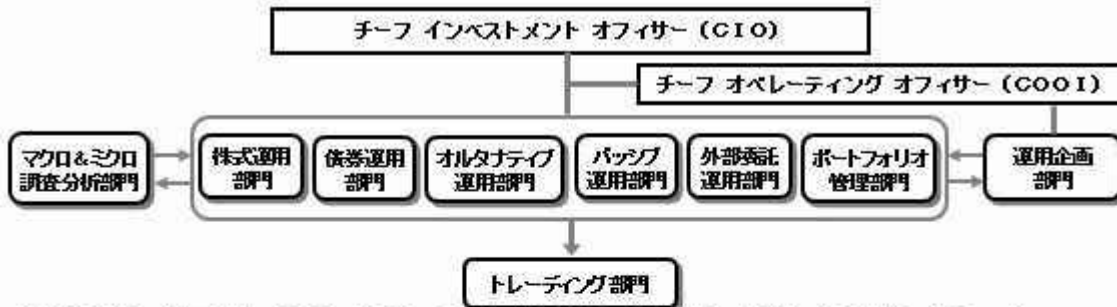 チーフ インベストメント オフィサー (CIO)
チーフ オペレーティング オフィサー (COOI)
マクロ&ミクロ
調査分析部門
株式運用
部門
債券運用
部門
オルタナティブ
運用部門
パッシブ
運用部門
外部委託
運用部門
ポートフォリオ
管理部門
運用企画
部門
トレーディング部門